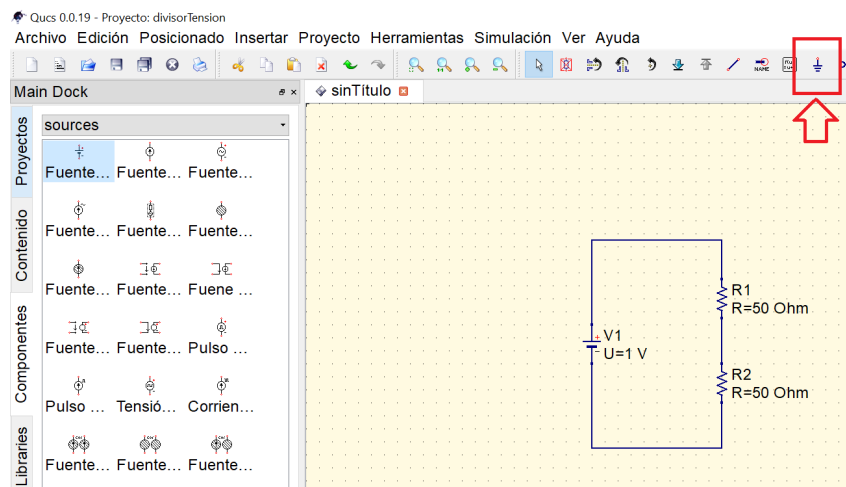 Qucs 0.0.19 - Proyecto: divisorTension
Archivo Edición Posicionado Insertar Proyecto Herramientas Simulación Ver Ayuda
NAME
Main Dock
sinTítulo
Proyectos
Contenido
Componentes
Libraries
sources
Fuente... Fuente... Fuente...
Fuente... Fuente... Fuente...
Fuente... Fuente... Fuene ...
Fuente... Fuente... Pulso ...
Pulso ... Tensió... Corrien...
Fuente... Fuente... Fuente...
V1
U=1 V
R1
R=50 Ohm
R2
R=50 Ohm